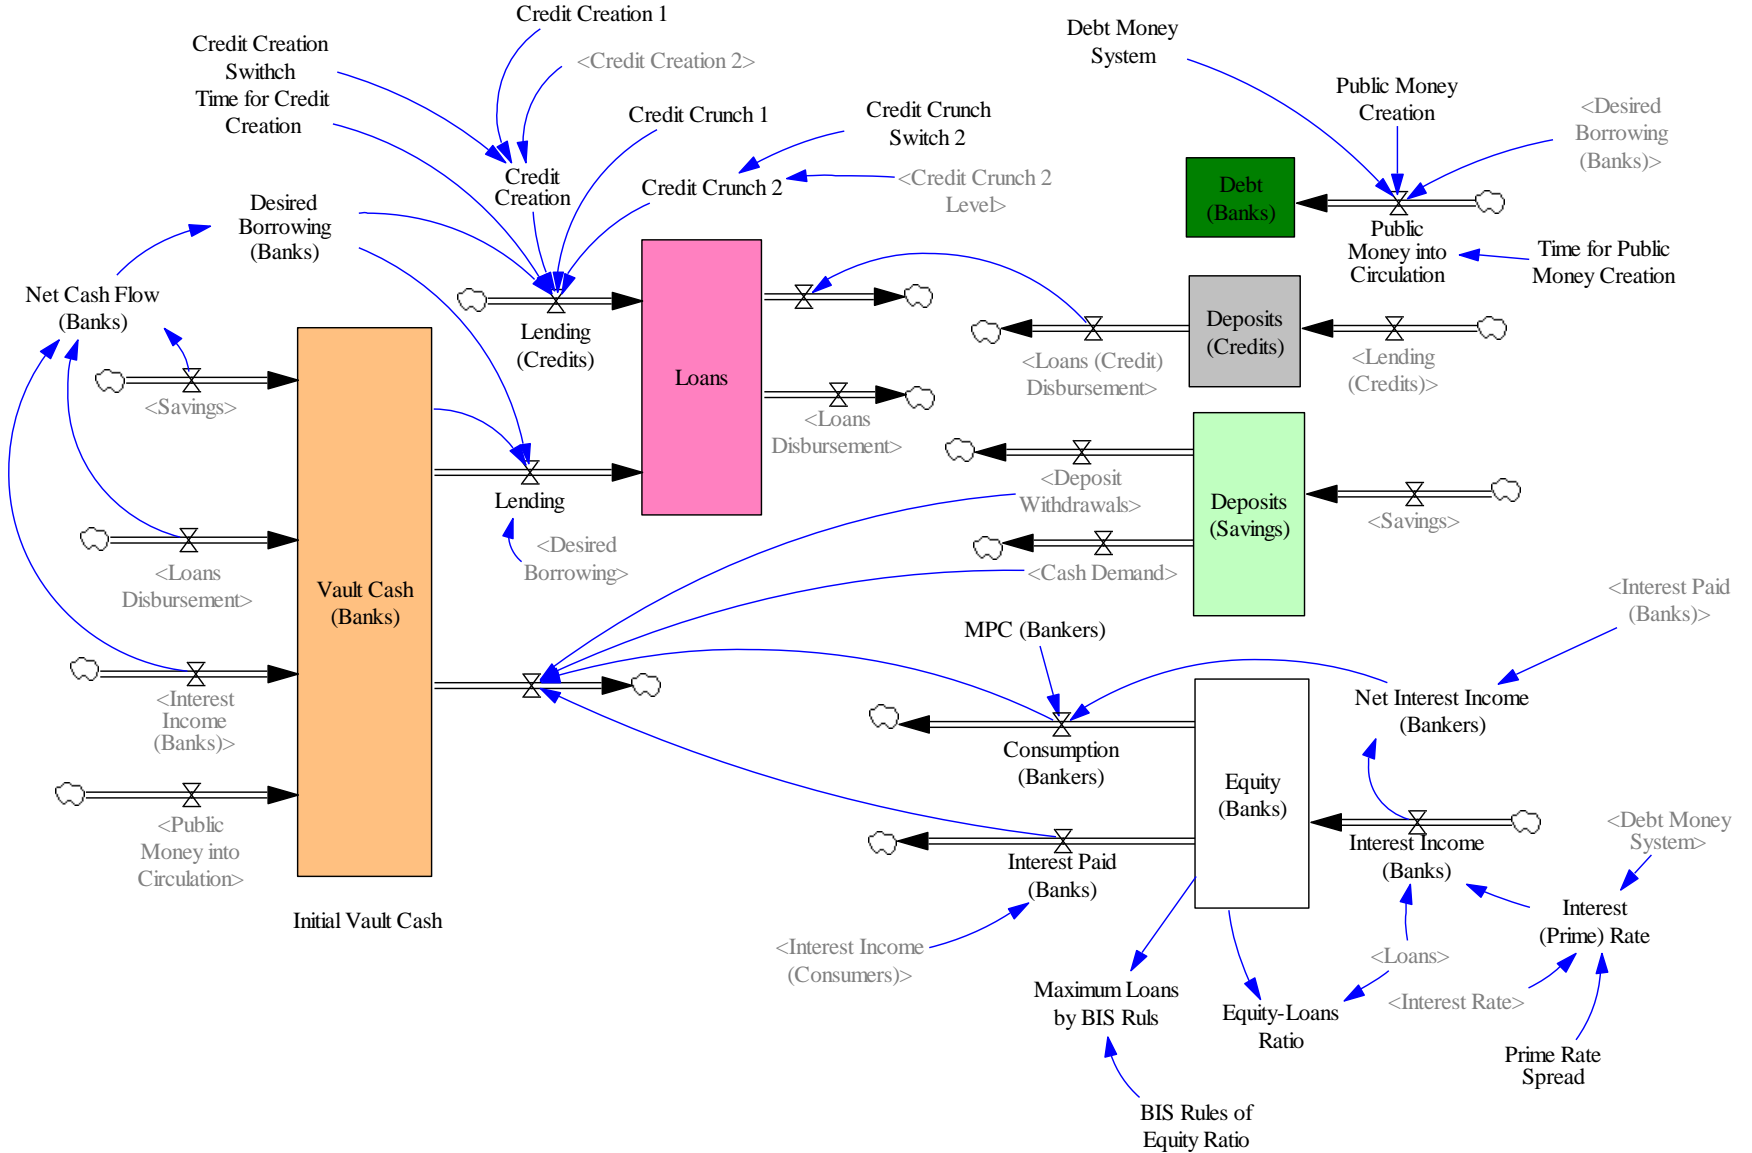 Credit Creation 1
Credit Creation
Swithch
<Credit Creation 2>
Time for Credit
Creation
Credit Crunch 1
Credit Crunch
Switch 2
Credit
Creation
Credit Crunch 2
<Credit Crunch 2
Level>
Desired
Borrowing
(Banks)
Net Cash Flow
(Banks)
Debt Money
System
Public Money
Creation
<Desired
Borrowing
(Banks)>
Debt
(Banks)
Public
Money into
Circulation
Time for Public
Money Creation
Lending
(Credits)
Loans
<Loans
Disbursement>
<Loans (Credit)
Disbursement>
Deposits
(Credits)
<Lending
(Credits)>
<Savings>
Lending
<Desired
Borrowing>
<Deposit
Withdrawals>
<Cash Demand>
Deposits
(Savings)
<Savings>
<Loans
Disbursement>
Vault Cash
(Banks)
<Interest
Income
(Banks)>
<Public
Money into
Circulation>
Initial Vault Cash
MPC (Bankers)
<Interest Paid
(Banks)>
Net Interest Income
(Bankers)
Consumption
(Bankers)
Equity
(Banks)
Interest Income
(Banks)
<Debt Money
System>
Interest Paid
(Banks)
<Interest Income
(Consumers)>
Interest
(Prime) Rate
<Loans>
<Interest Rate>
Maximum Loans
by BIS Ruls
Equity-Loans
Ratio
Prime Rate
Spread
BIS Rules of
Equity Ratio